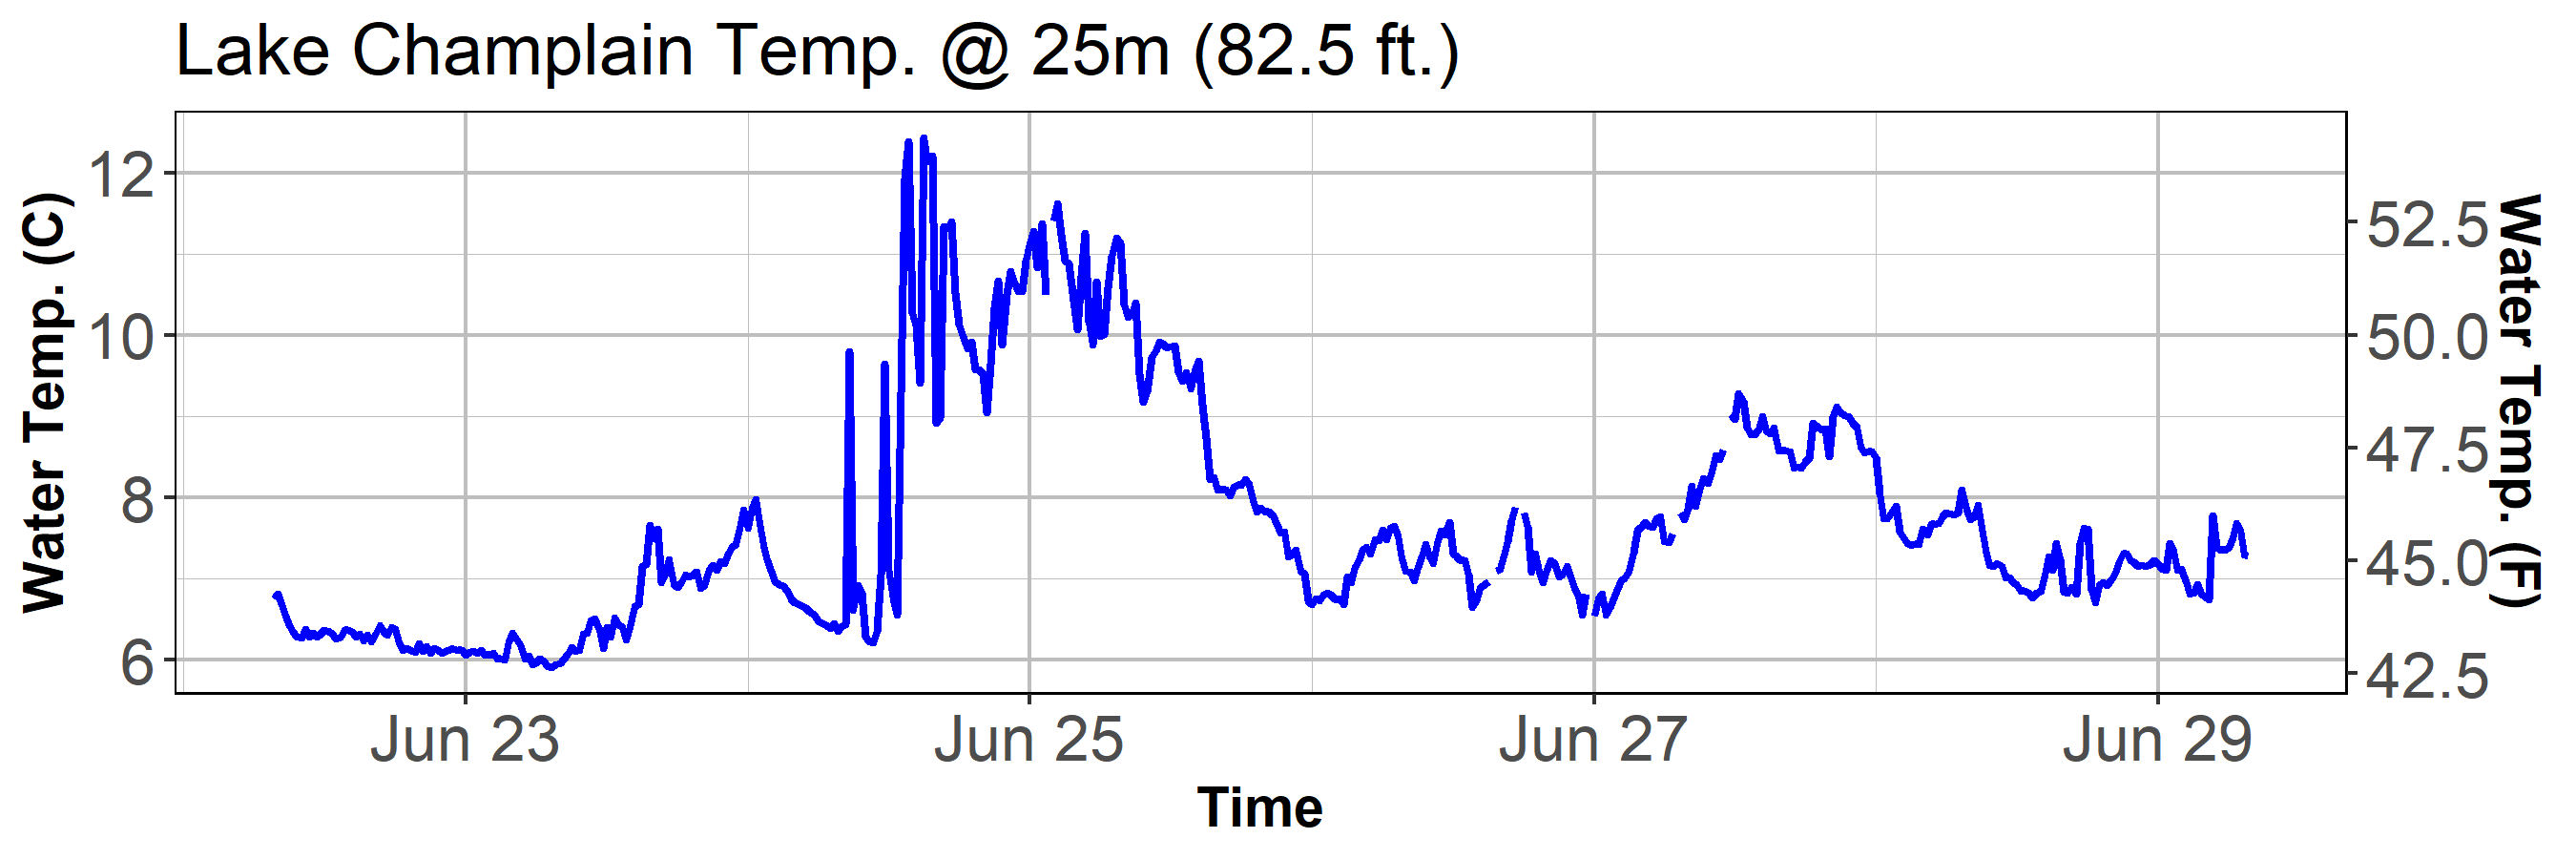 Lake Champlain Temp. @ 25m (82.5 ft.)
Water Temp. (C)
12
10
8
6
52.5
50.0
47.5
45.0
42.5
Water Temp. (F)
Jun 23
Jun 25
Jun 27
Jun 29
Time